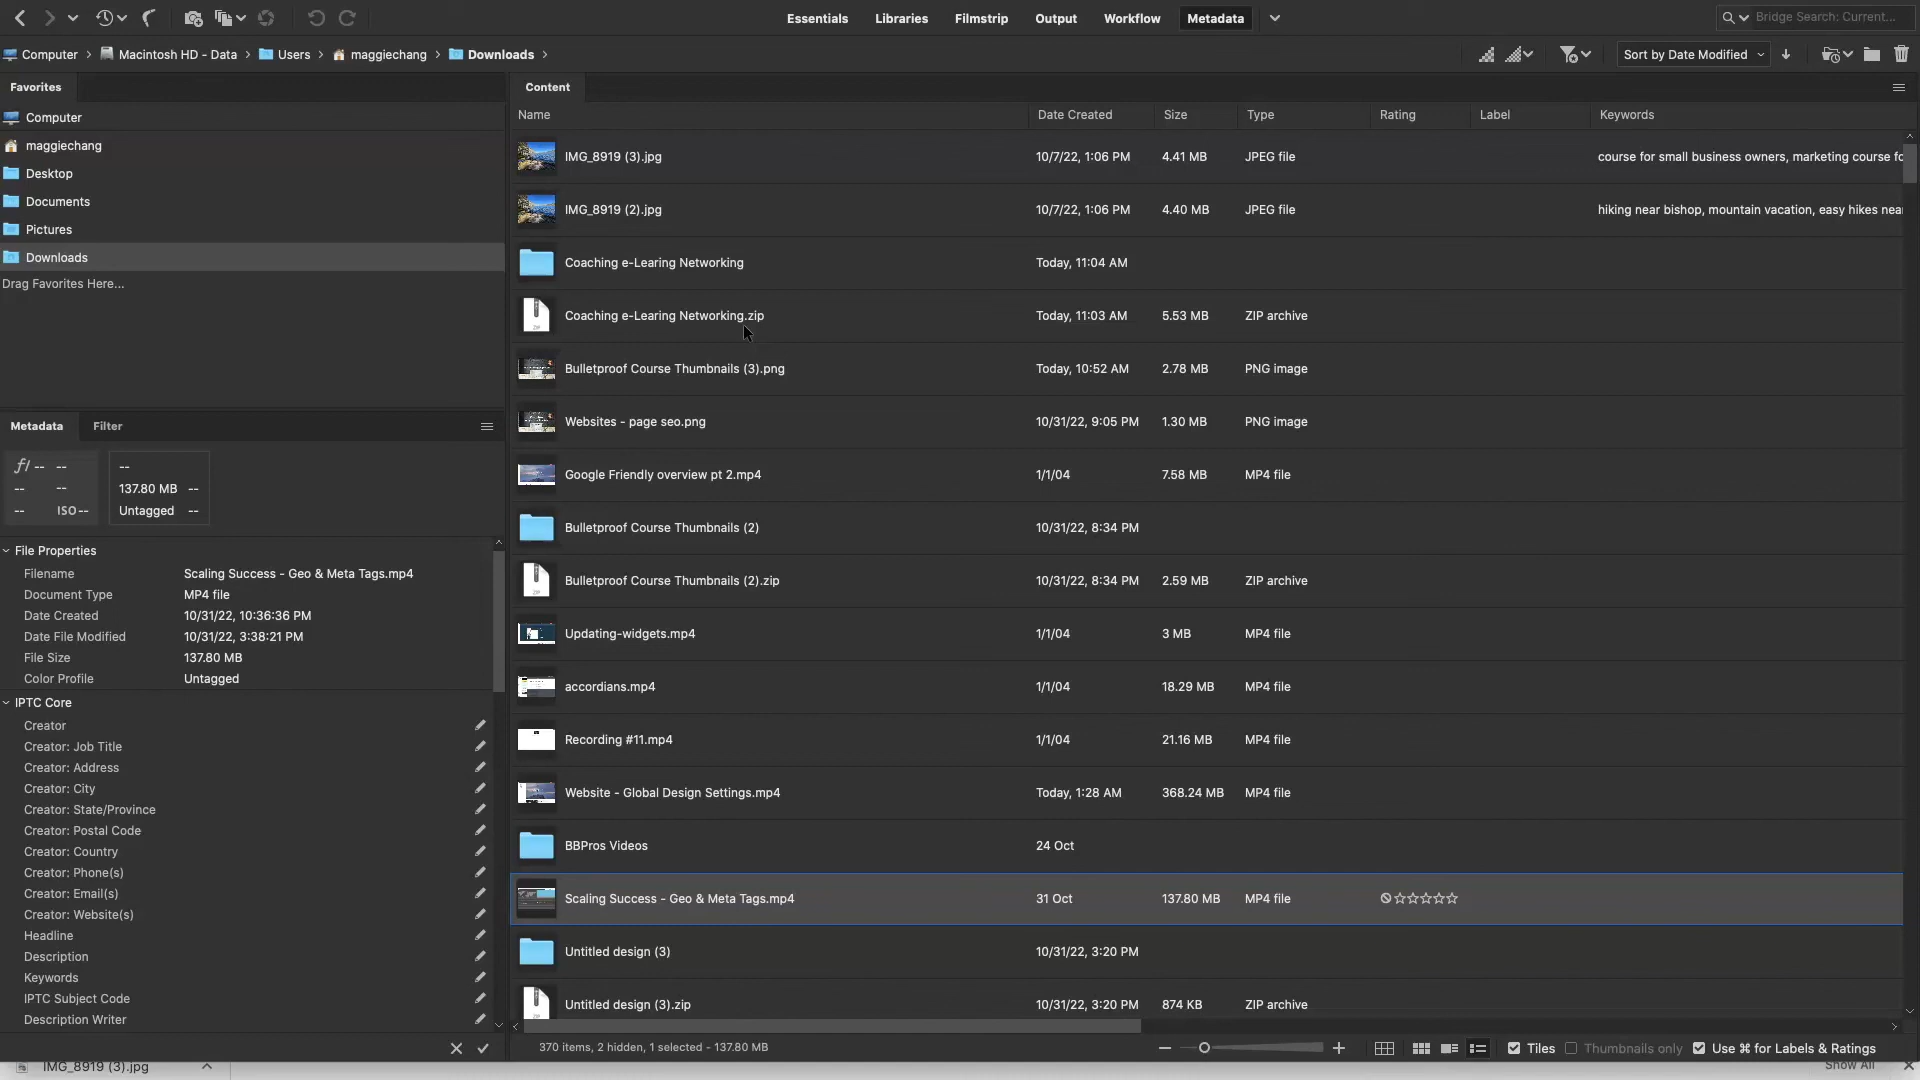 Essentials Libraries Filmstrip Output Workflow Metadata Bridge Search: Current...
Computer Macintosh HD - Data Users maggiechang Downloads Sort by Date Modified
Favorites
Computer
maggiechang
Desktop
Documents
Pictures
Downloads
Drag Favorites Here...
Metadata Filter
f/ -- -- --
-- -- 137.80 MB --
-- ISO-- Untagged --
File Properties
Filename Scaling Success - Geo & Meta Tags.mp4
Document Type MP4 file
Date Created 10/31/22, 10:36:36 PM
Date File Modified 10/31/22, 3:38:21 PM
File Size 137.80 MB
Color Profile Untagged
IPTC Core
Creator
Creator: Job Title
Creator: Address
Creator: City
Creator: State/Province
Creator: Postal Code
Creator: Country
Creator: Phone(s)
Creator: Email(s)
Creator: Website(s)
Headline
Description
Keywords
IPTC Subject Code
Description Writer
Content
Name Date Created Size Type Rating Label Keywords
IMG_8919 (3).jpg 10/7/22, 1:06 PM 4.41 MB JPEG file course for small business owners, marketing course fo
IMG_8919 (2).jpg 10/7/22, 1:06 PM 4.40 MB JPEG file hiking near bishop, mountain vacation, easy hikes near
Coaching e-Learing Networking Today, 11:04 AM
Coaching e-Learing Networking.zip Today, 11:03 AM 5.53 MB ZIP archive
Bulletproof Course Thumbnails (3).png Today, 10:52 AM 2.78 MB PNG image
Websites - page seo.png 10/31/22, 9:05 PM 1.30 MB PNG image
Google Friendly overview pt 2.mp4 1/1/04 7.58 MB MP4 file
Bulletproof Course Thumbnails (2) 10/31/22, 8:34 PM
Bulletproof Course Thumbnails (2).zip 10/31/22, 8:34 PM 2.59 MB ZIP archive
Updating-widgets.mp4 1/1/04 3 MB MP4 file
accordians.mp4 1/1/04 18.29 MB MP4 file
Recording #11.mp4 1/1/04 21.16 MB MP4 file
Website - Global Design Settings.mp4 Today, 1:28 AM 368.24 MB MP4 file
BBPros Videos 24 Oct
Scaling Success - Geo & Meta Tags.mp4 31 Oct 137.80 MB MP4 file
Untitled design (3) 10/31/22, 3:20 PM
Untitled design (3).zip 10/31/22, 3:20 PM 874 KB ZIP archive
370 items, 2 hidden, 1 selected - 137.80 MB Tiles Thumbnails only Use ⌘ for Labels & Ratings
IMG_8919 (3).jpg Show All